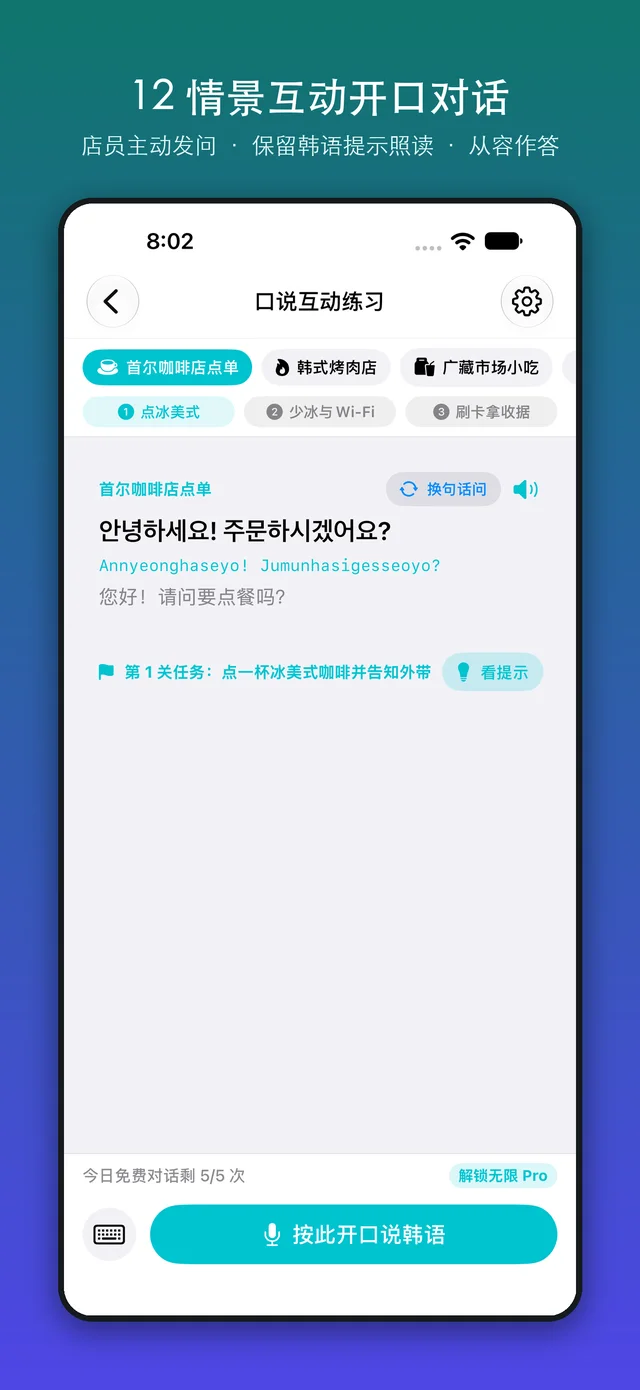 12 情景互动开口对话
店员主动发问 · 保留韩语提示照读 · 从容作答
8:02
口说互动练习
首尔咖啡店点单 韩式烤肉店 广藏市场小吃
1 点冰美式 2 少冰与 Wi-Fi 3 刷卡拿收据
首尔咖啡店点单 换句话问
안녕하세요! 주문하시겠어요?
Annyeonghaseyo! Jumunhasigesseoyo?
您好！请问要点餐吗？
第 1 关任务：点一杯冰美式咖啡并告知外带 看提示
今日免费对话剩 5/5 次 解锁无限 Pro
按此开口说韩语